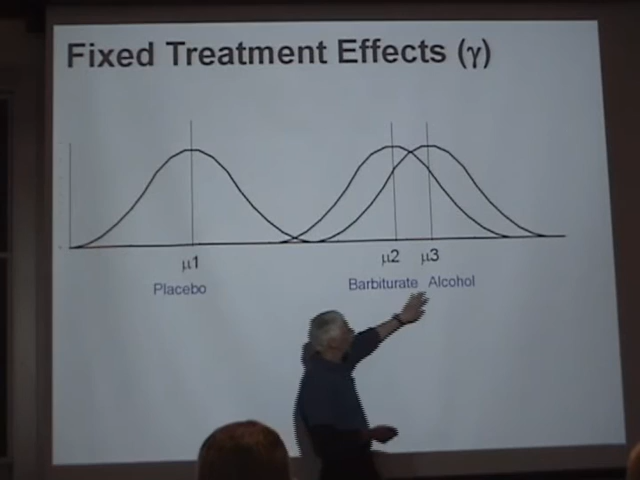 Fixed Treatment Effects (γ)
μ1 μ2 μ3
Placebo Barbiturate Alcohol